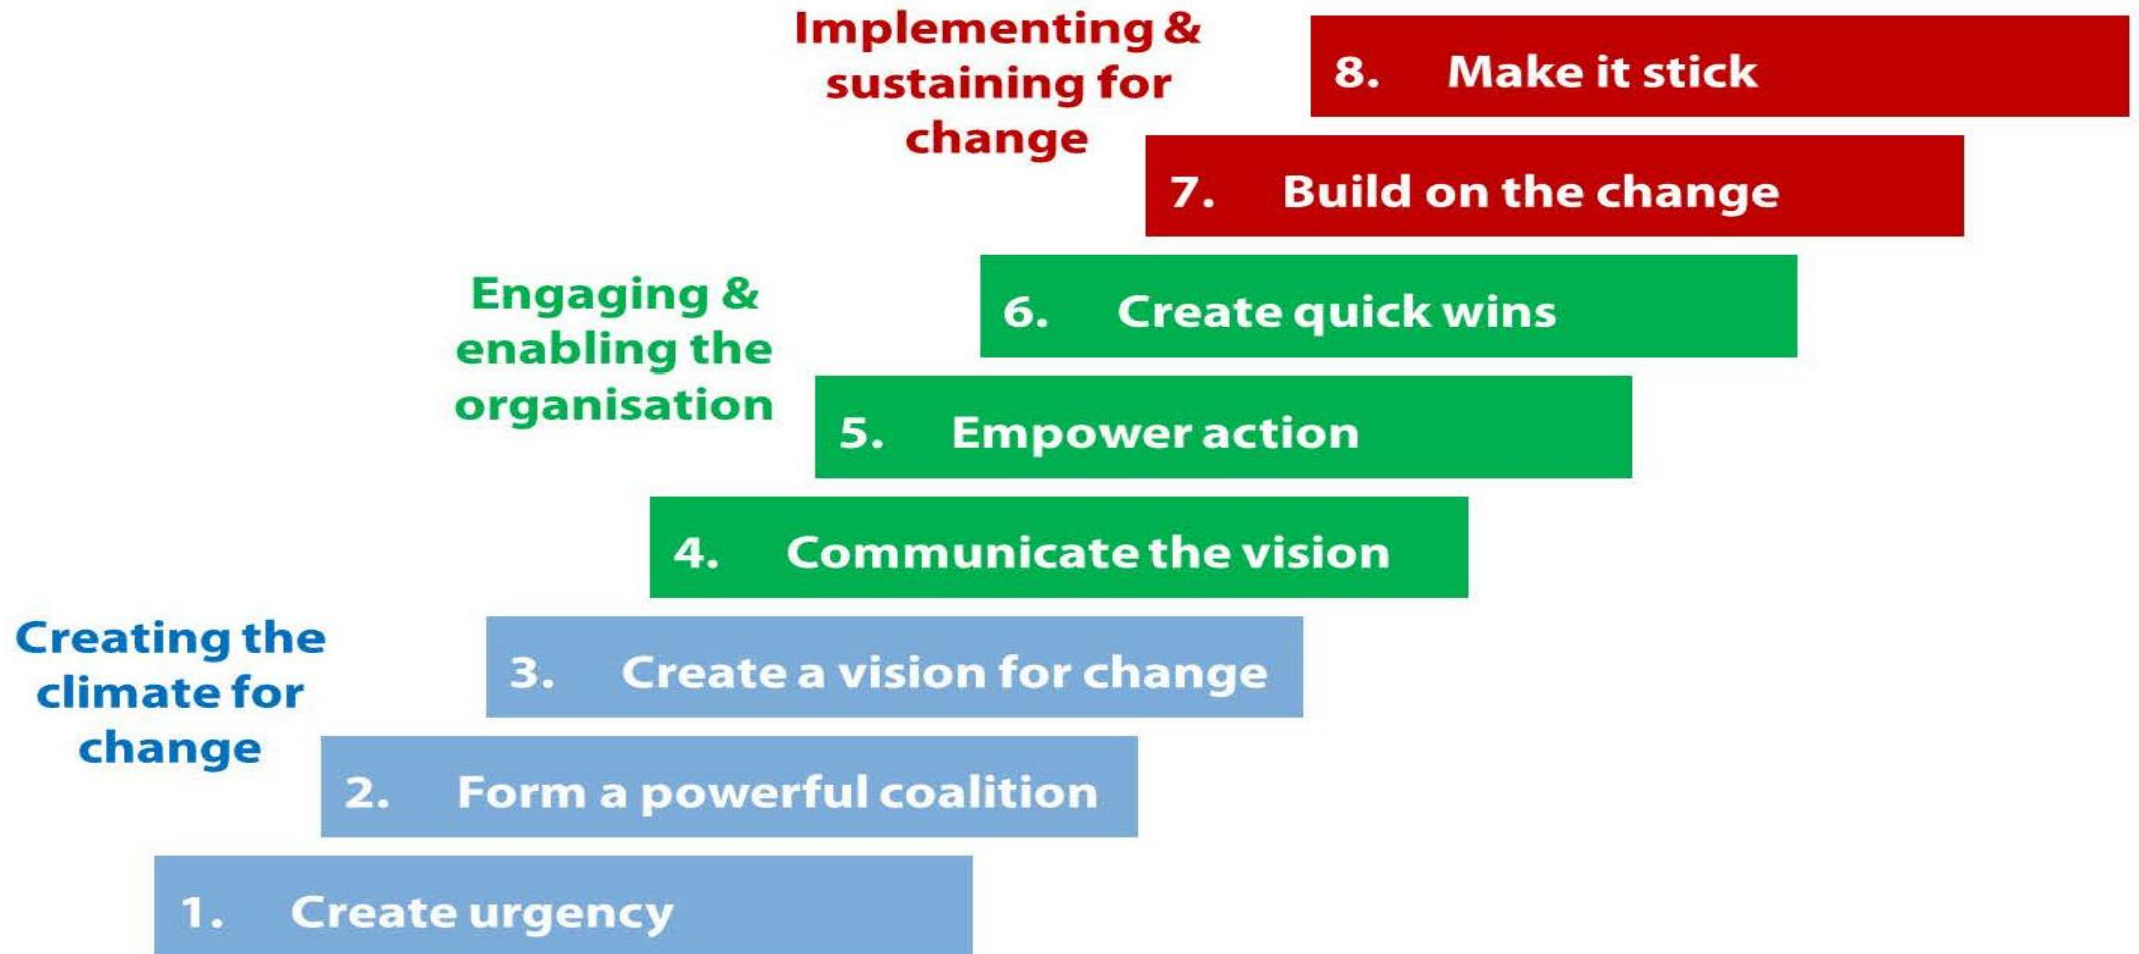 Implementing &
sustaining for
change
8. Make it stick
7. Build on the change
Engaging &
enabling the
organisation
6. Create quick wins
5. Empower action
4. Communicate the vision
Creating the
climate for
change
3. Create a vision for change
2. Form a powerful coalition
1. Create urgency